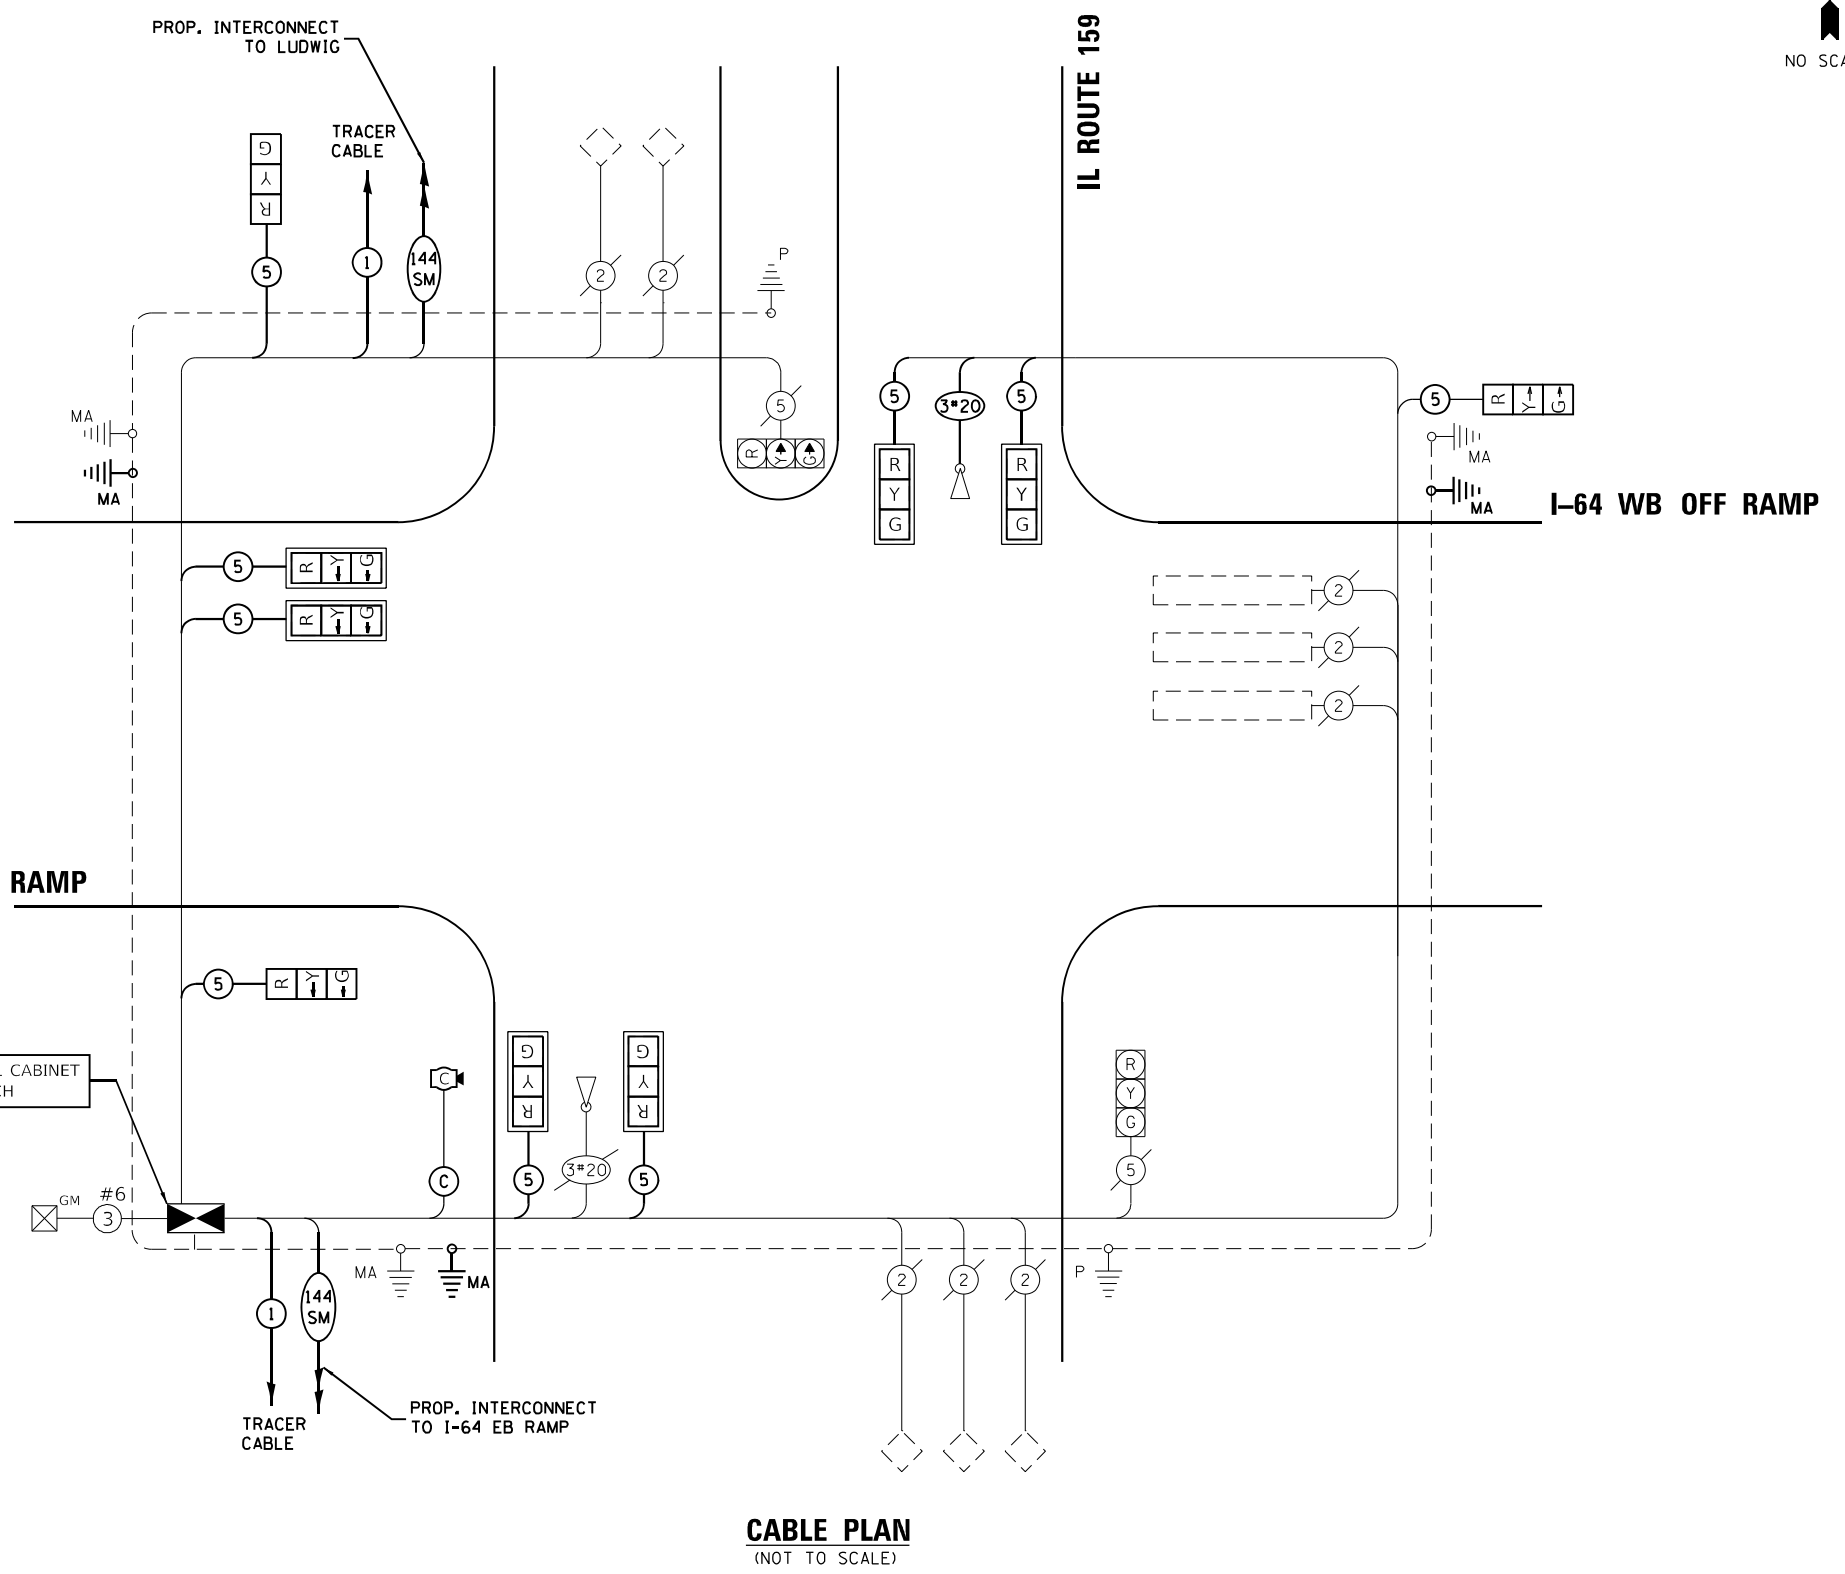 PROP. INTERCONNECT
TO LUDWIG
IL ROUTE 159
NO SCA
TRACER
CABLE
G
Y
R
5
1
144
SM
2
2
P
MA
MA
5
R Y G
5
3#20
5
R
Y
G
R
Y
G
5
R Y G
MA
MA
I-64 WB OFF RAMP
5
R Y G
5
R Y G
2
2
2
RAMP
5
R Y G
L CABINET
CH
C
G
Y
R
G
Y
R
R
Y
G
C
5
3#20
5
5
GM
#6
3
MA
MA
P
2
2
2
1
144
SM
TRACER
CABLE
PROP. INTERCONNECT
TO I-64 EB RAMP
CABLE PLAN
(NOT TO SCALE)